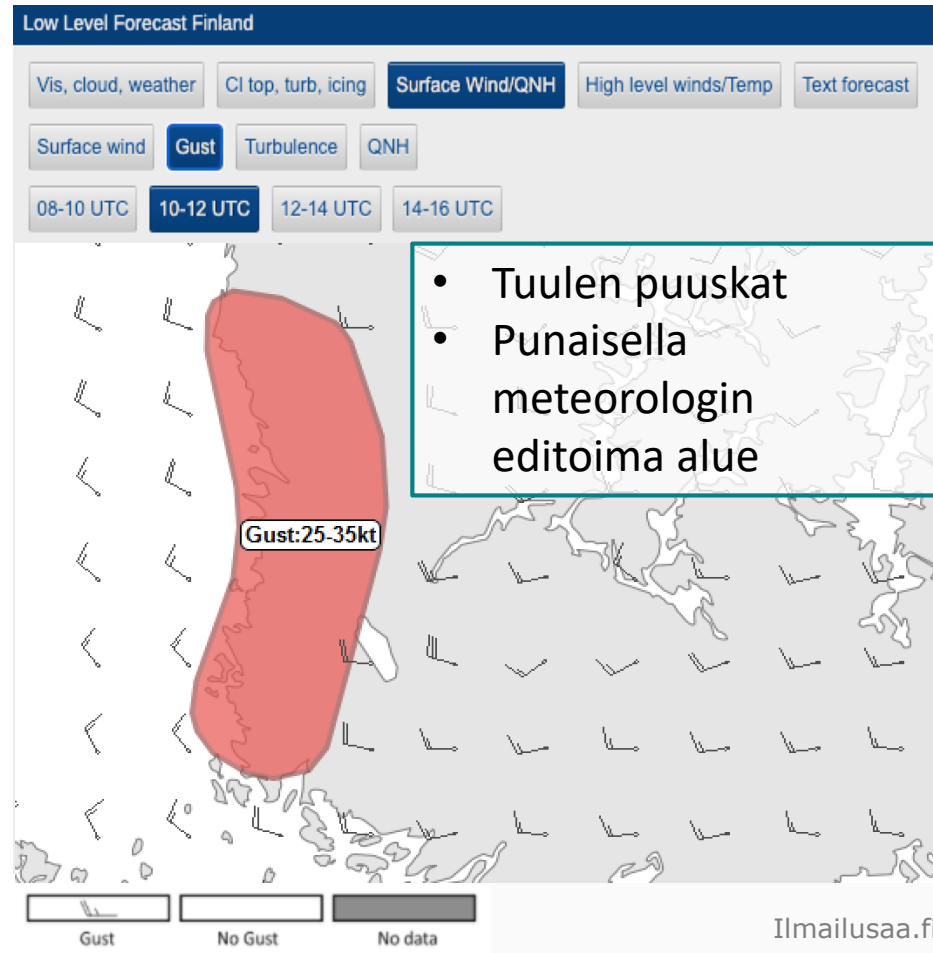 Low Level Forecast Finland
Vis, cloud, weather Cl top, turb, icing Surface Wind/QNH High level winds/Temp Text forecast
Surface wind Gust Turbulence QNH
08-10 UTC 10-12 UTC 12-14 UTC 14-16 UTC
• Tuulen puuskat
• Punaisella
meteorologin
editoima alue
Gust:25-35kt
Gust No Gust No data
Ilmailusaa.fi